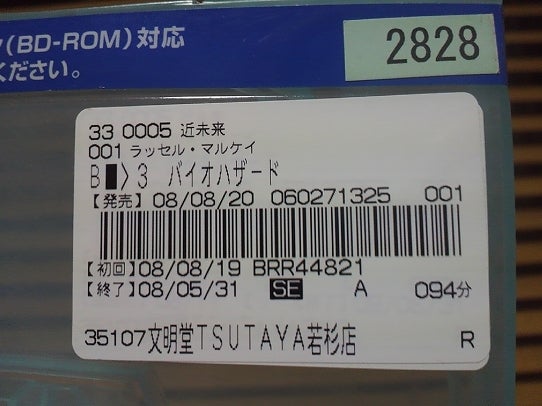 (BD-ROM)対応
ください。
2828
33 0005 近未来
001 ラッセル・マルケイ
B■>3 バイオハザード
【発売】08/08/20 060271325 001
【初回】08/08/19 BRR44821
【終了】08/05/31 SE A 094分
35107文明堂TSUTAYA若杉店 R